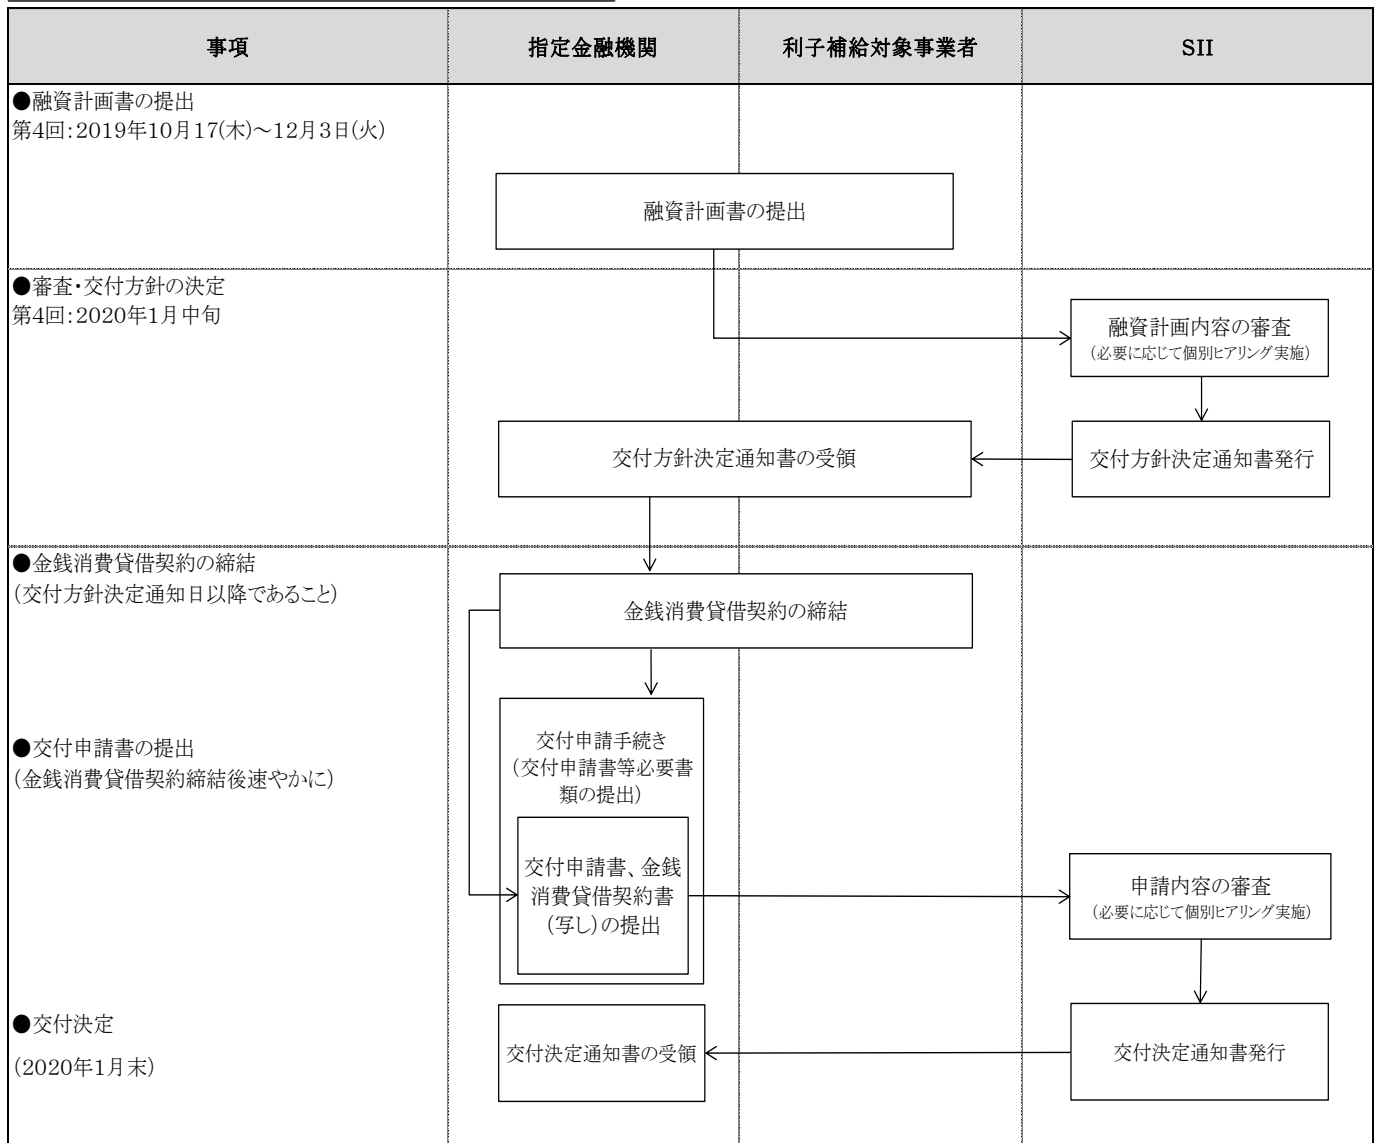 事項
指定金融機関
利子補給対象事業者
SII
●融資計画書の提出
第4回:2019年10月17(木)～12月3日(火)
融資計画書の提出
●審査・交付方針の決定
第4回:2020年1月中旬
融資計画内容の審査
(必要に応じて個別ヒアリング実施)
交付方針決定通知書の受領
交付方針決定通知書発行
●金銭消費貸借契約の締結
(交付方針決定通知日以降であること)
金銭消費貸借契約の締結
●交付申請書の提出
(金銭消費貸借契約締結後速やかに)
交付申請手続き
(交付申請書等必要書
類の提出)
交付申請書、金銭
消費貸借契約書
(写し)の提出
申請内容の審査
(必要に応じて個別ヒアリング実施)
●交付決定
(2020年1月末)
交付決定通知書の受領
交付決定通知書発行